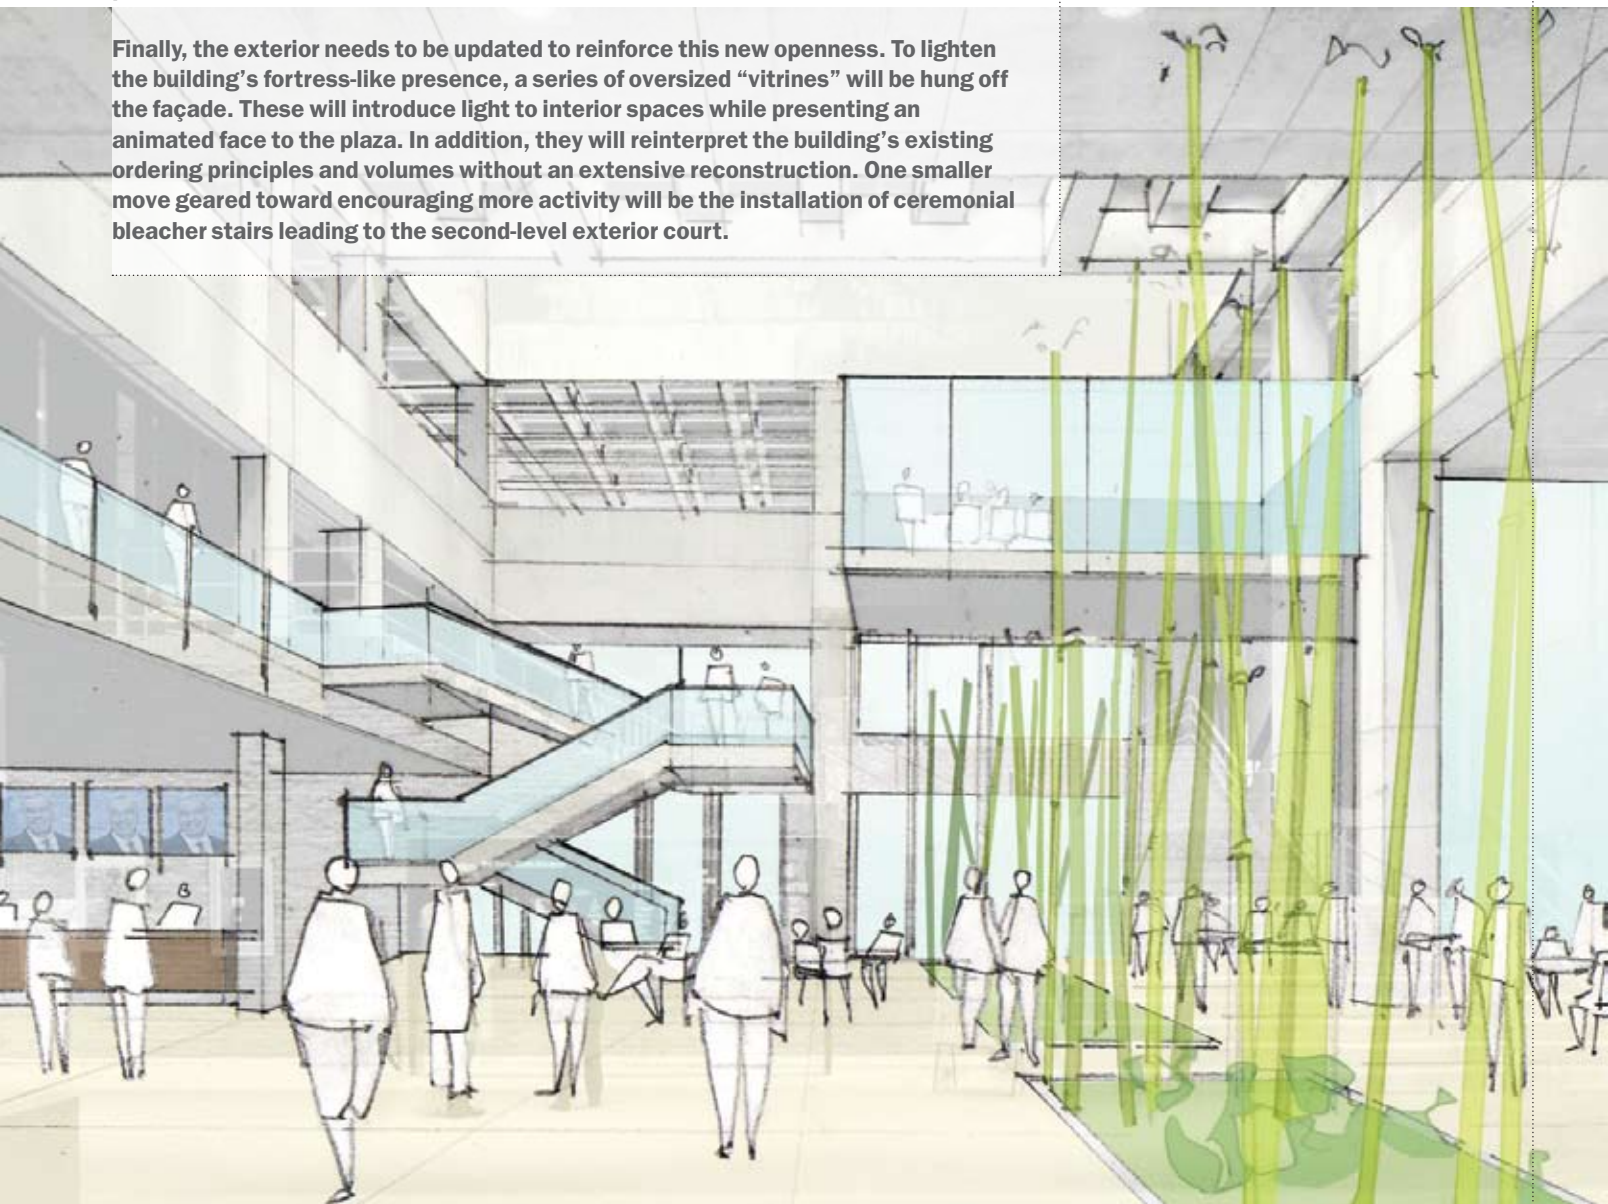 Finally, the exterior needs to be updated to reinforce this new openness. To lighten
the building’s fortress-like presence, a series of oversized “vitrines” will be hung off
the façade. These will introduce light to interior spaces while presenting an
animated face to the plaza. In addition, they will reinterpret the building’s existing
ordering principles and volumes without an extensive reconstruction. One smaller
move geared toward encouraging more activity will be the installation of ceremonial
bleacher stairs leading to the second-level exterior court.